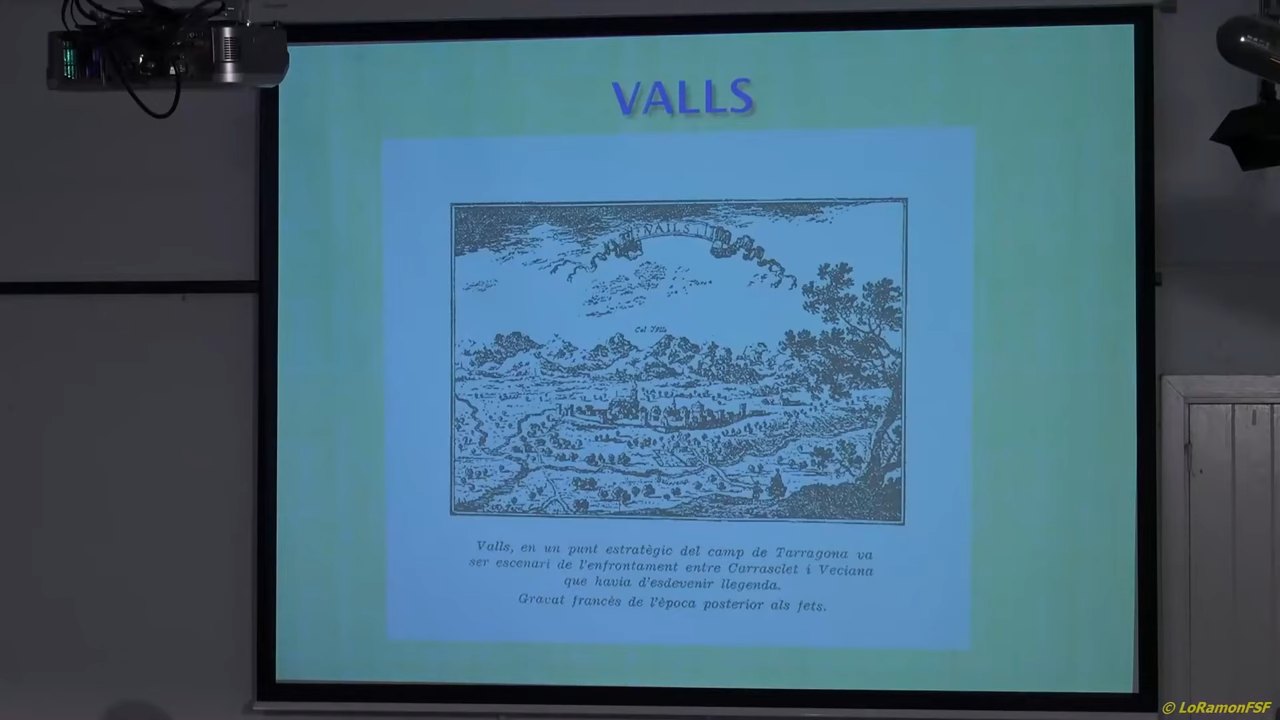 VALLS
VALLS
Valls, en un punt estratègic del camp de Tarragona va
ser escenari de l'enfrontament entre Carrasclet i Veciana
que havia d'esdevenir llegenda.
Gravat francès de l'època posterior als fets.
© LoRamonFSF